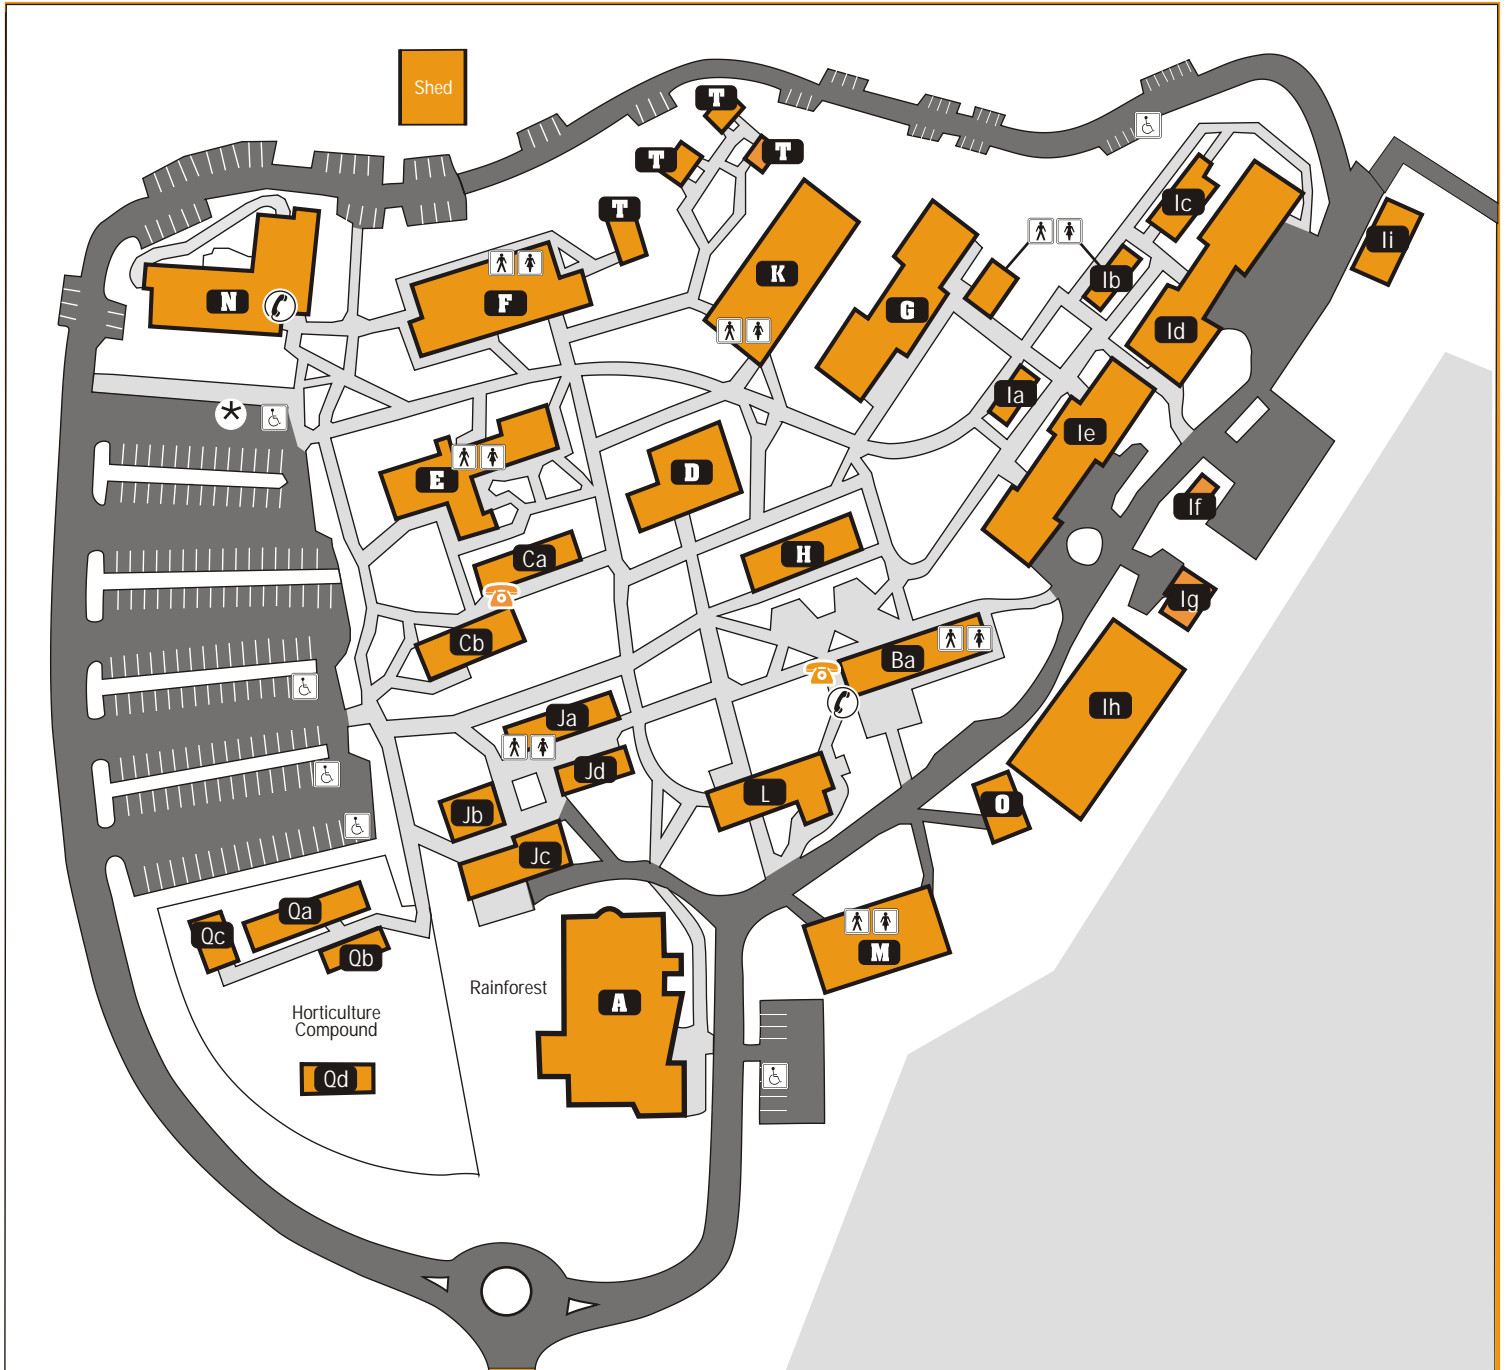 Shed
T
T
T
T
Ic
Ii
K
Ib
N
F
G
Id
Ia
Ie
E
D
If
Ca
H
Ig
Cb
Ba
Ih
Ja
Jd
L
O
Jb
Jc
Qa
Qc
Qb
M
Rainforest
A
Horticulture
Compound
Qd
*